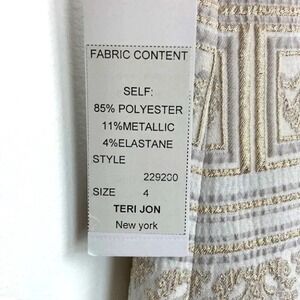 FABRIC CONTENT
SELF:
85% POLYESTER
11%METALLIC
4%ELASTANE
STYLE
229200
SIZE 4
TERI JON
New york